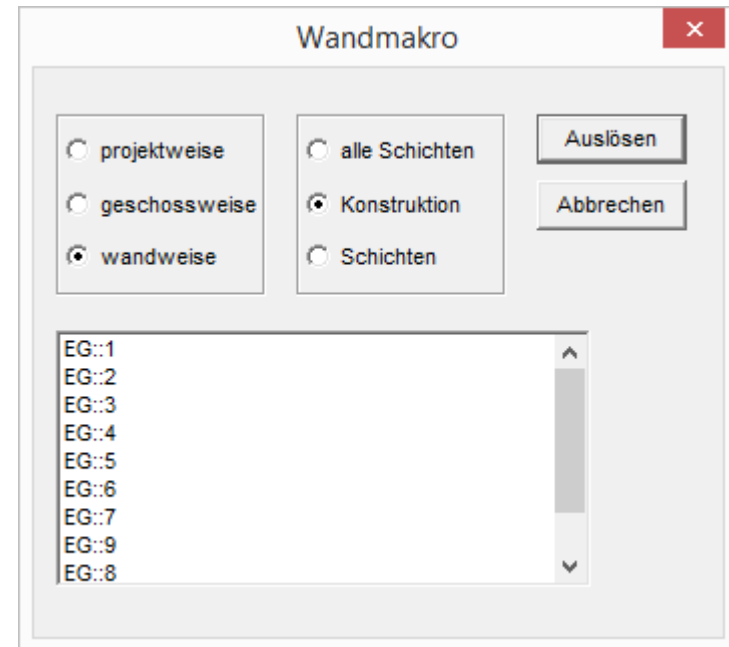 Wandmakro
projektweise
geschossweise
wandweise
alle Schichten
Konstruktion
Schichten
Auslösen
Abbrechen
EG::1
EG::2
EG::3
EG::4
EG::5
EG::6
EG::7
EG::9
EG::8